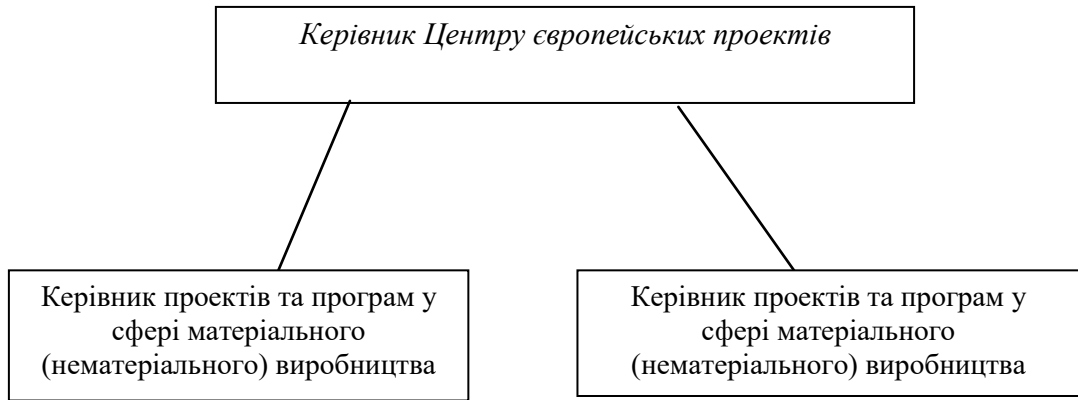 Керівник Центру європейських проектів
Керівник проектів та програм у
сфері матеріального
(нематеріального) виробництва
Керівник проектів та програм у
сфері матеріального
(нематеріального) виробництва